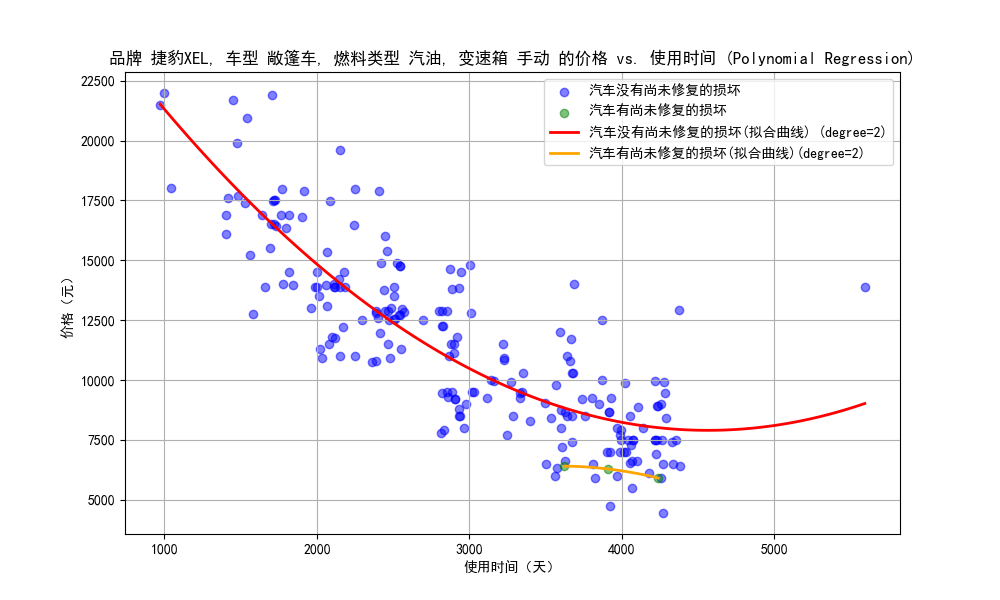 品牌 捷豹XEL, 车型 敞篷车, 燃料类型 汽油, 变速箱 手动 的价格 vs. 使用时间 (Polynomial Regression)
汽车没有尚未修复的损坏
汽车有尚未修复的损坏
汽车没有尚未修复的损坏(拟合曲线) (degree=2)
汽车有尚未修复的损坏(拟合曲线)(degree=2)
价格（元）
22500
20000
17500
15000
12500
10000
7500
5000
1000 2000 3000 4000 5000
使用时间（天）